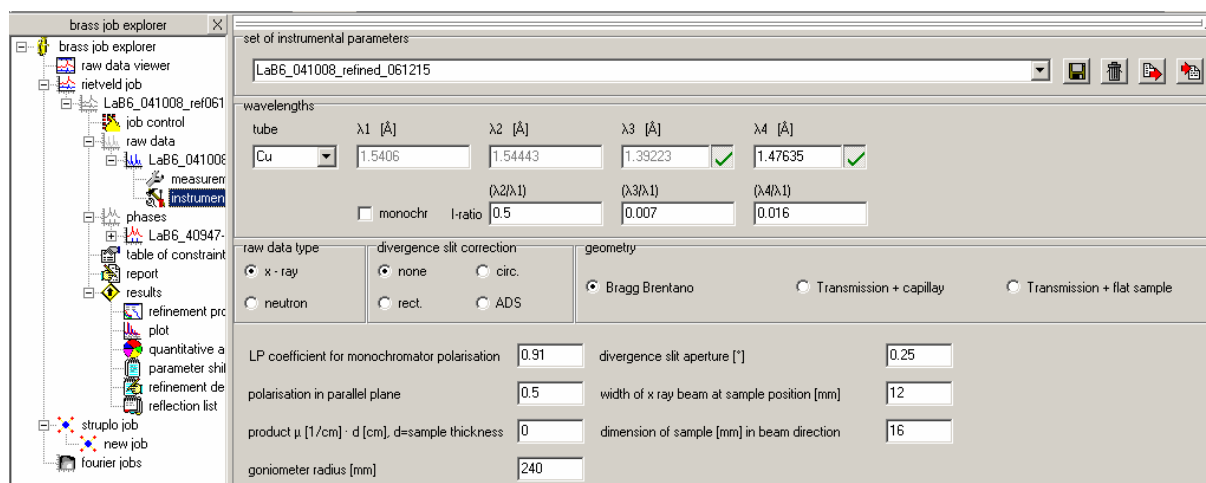 brass job explorer
brass job explorer
raw data viewer
rietveld job
LaB6_041008_ref061
job control
raw data
LaB6_041008
measurem
instrumen
phases
LaB6_40947-
table of constraint
report
results
refinement pro
plot
quantitative a
parameter shil
refinement de
reflection list
struplo job
new job
fourier jobs
set of instrumental parameters
LaB6_041008_refined_061215
wavelengths
tube λ1 [Å] λ2 [Å] λ3 [Å] λ4 [Å]
Cu 1.5406 1.54443 1.39223 1.47635
(λ2/λ1) (λ3/λ1) (λ4/λ1)
monochr I-ratio 0.5 0.007 0.016
raw data type divergence slit correction geometry
x - ray none circ. Bragg Brentano Transmission + capillay Transmission + flat sample
neutron rect. ADS
LP coefficient for monochromator polarisation 0.91 divergence slit aperture [°] 0.25
polarisation in parallel plane 0.5 width of x ray beam at sample position [mm] 12
product μ [1/cm] · d [cm], d=sample thickness 0 dimension of sample [mm] in beam direction 16
goniometer radius [mm] 240